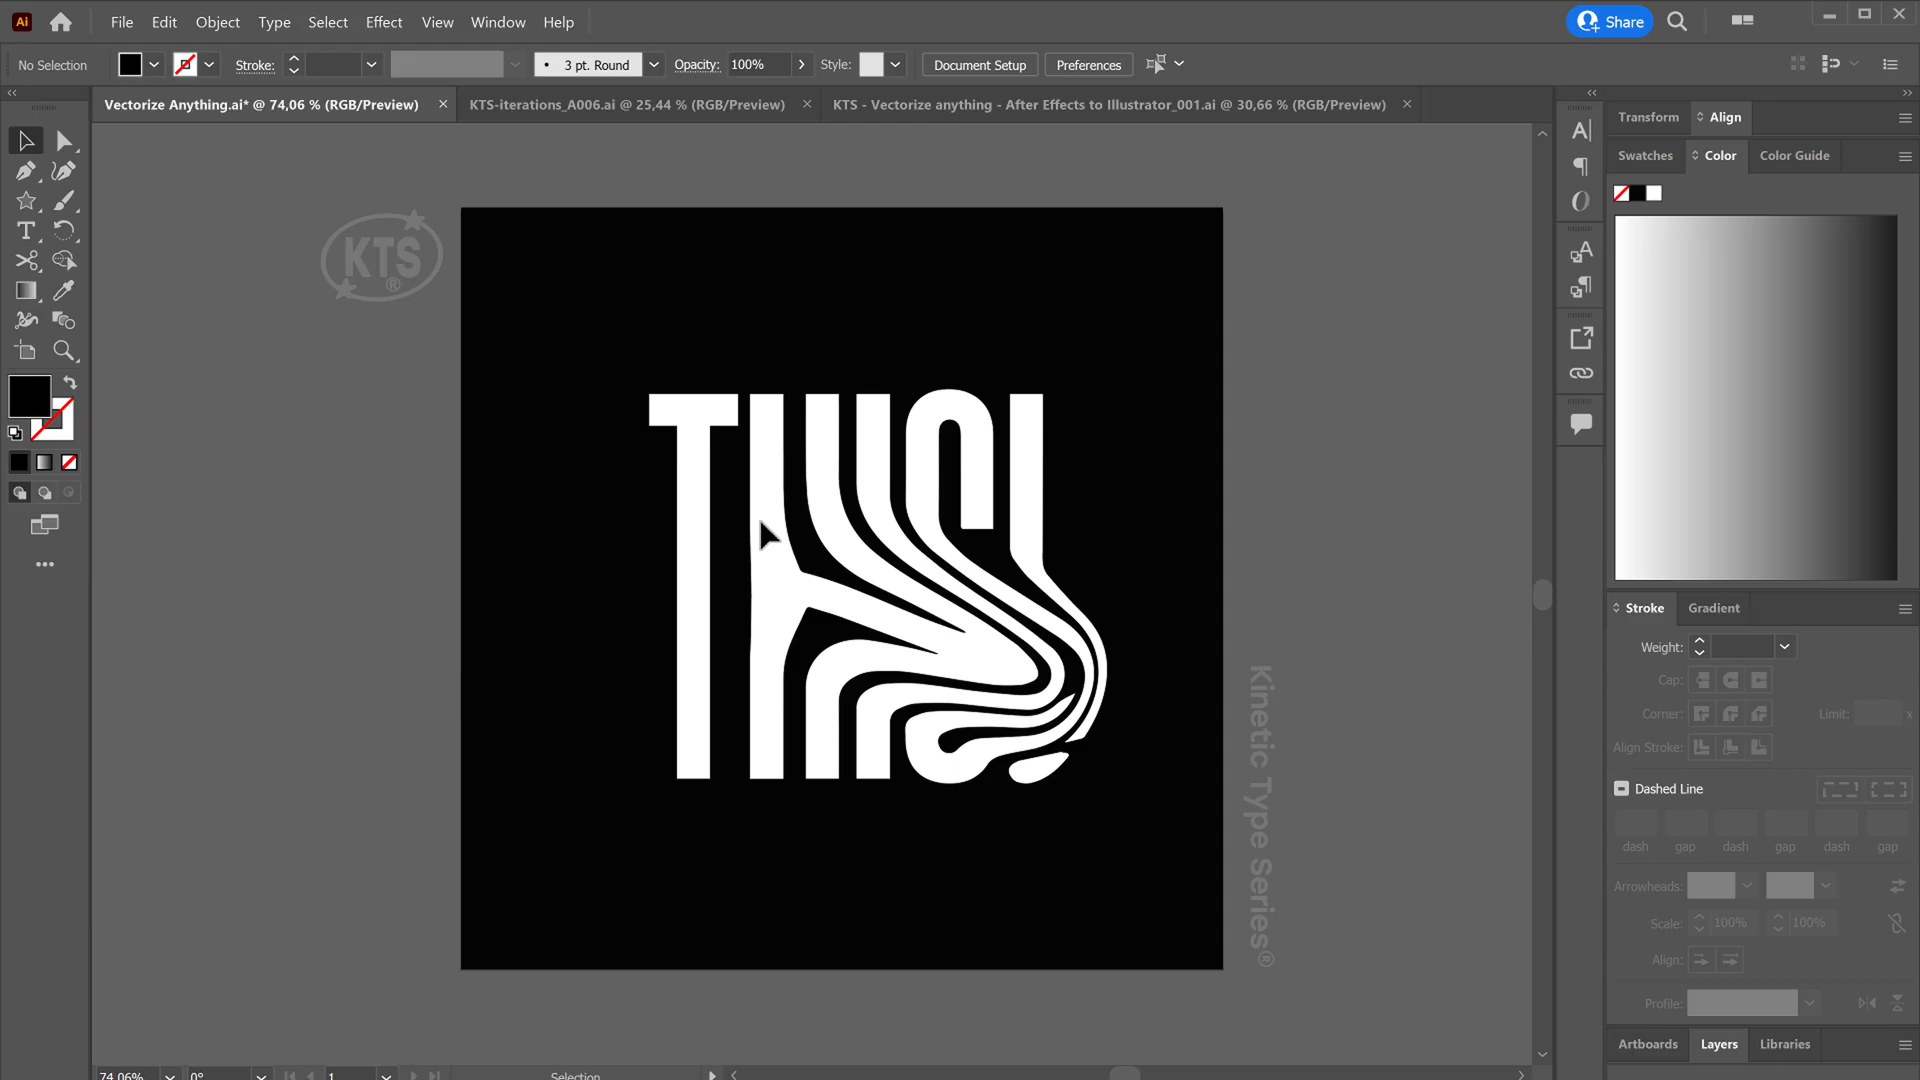 Ai File Edit Object Type Select Effect View Window Help Share
No Selection Stroke: 3 pt. Round Opacity: 100% Style: Document Setup Preferences
Vectorize Anything.ai* @ 74,06 % (RGB/Preview) KTS-iterations_A006.ai @ 25,44 % (RGB/Preview) KTS - Vectorize anything - After Effects to Illustrator_001.ai @ 30,66 % (RGB/Preview)
Transform Align
Swatches Color Color Guide
KTS
®
Kinetic Type Series®
Stroke Gradient
Weight:
Cap:
Corner: Limit: x
Align Stroke:
Dashed Line
dash gap dash gap dash gap
Arrowheads:
Scale: 100% 100%
Align:
Profile:
Artboards Layers Libraries
74,06% 0° 1 Selection